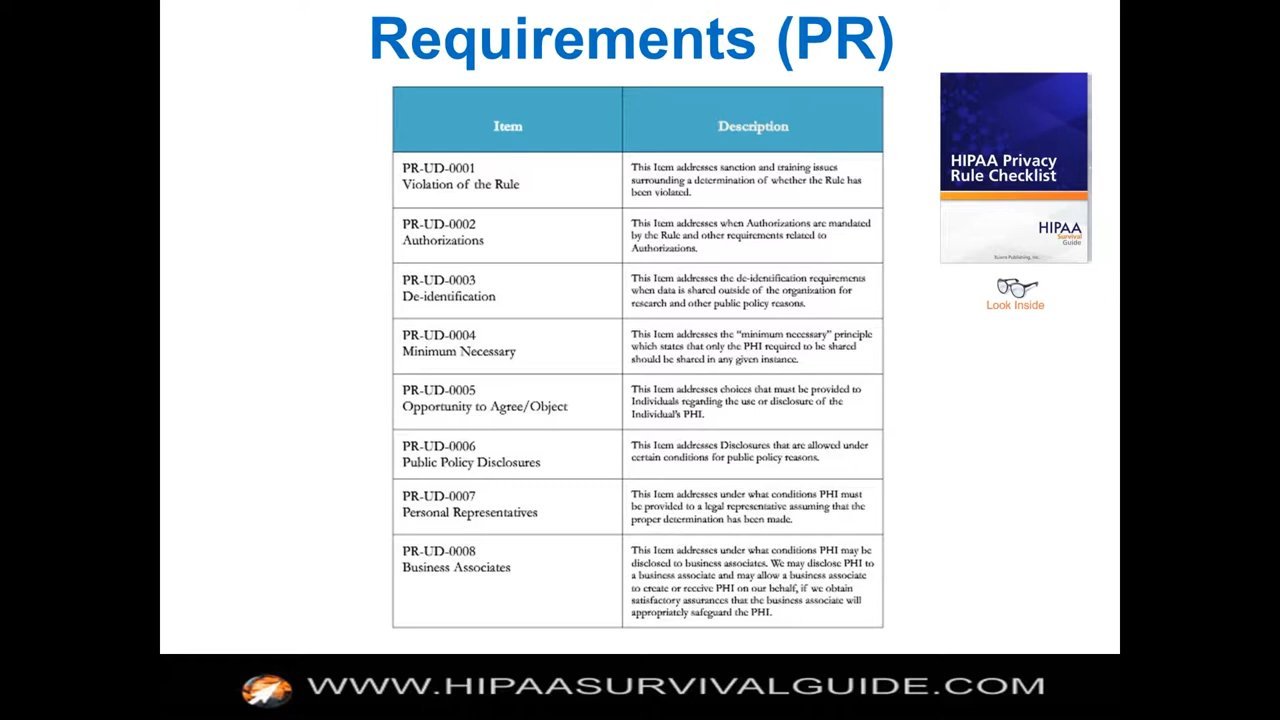 Requirements (PR)
Item
Description
PR-UD-0001
Violation of the Rule
This Item addresses sanction and training issues
surrounding a determination of whether the Rule has
been violated.
PR-UD-0002
Authorizations
This Item addresses when Authorizations are mandated
by the Rule and other requirements related to
Authorizations.
PR-UD-0003
De-identification
This Item addresses the de-identification requirements
when data is shared outside of the organization for
research and other public policy reasons.
PR-UD-0004
Minimum Necessary
This Item addresses the “minimum necessary” principle
which states that only the PHI required to be shared
should be shared in any given instance.
PR-UD-0005
Opportunity to Agree/Object
This Item addresses choices that must be provided to
Individuals regarding the use or disclosure of the
Individual's PHI.
PR-UD-0006
Public Policy Disclosures
This Item addresses Disclosures that are allowed under
certain conditions for public policy reasons.
PR-UD-0007
Personal Representatives
This Item addresses under what conditions PHI must
be provided to a legal representative assuming that the
proper determination has been made.
PR-UD-0008
Business Associates
This Item addresses under what conditions PHI may be
disclosed to business associates. We may disclose PHI to
a business associate and may allow a business associate
to create or receive PHI on our behalf, if we obtain
satisfactory assurances that the business associate will
appropriately safeguard the PHI.
HIPAA Privacy
Rule Checklist
HIPAA
Survival
Guide
Publishing, Inc.
Look Inside
WWW.HIPAASURVIVALGUIDE.COM